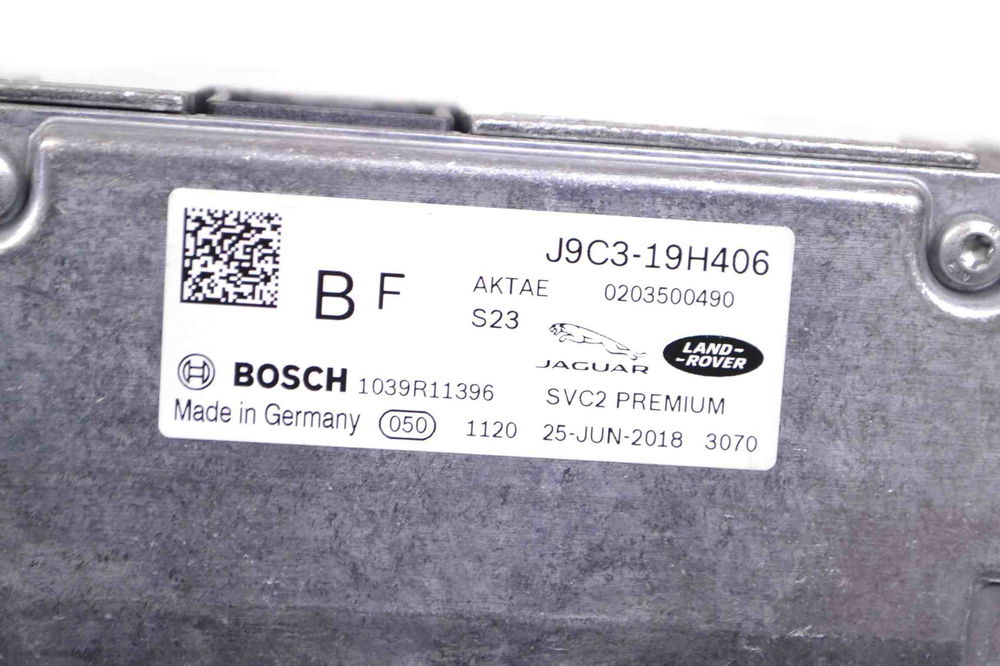 J9C3-19H406
B F
AKTAE 0203500490
S23
JAGUAR
LAND-
-ROVER
BOSCH 1039R11396
SVC2 PREMIUM
Made in Germany 050 1120 25-JUN-2018 3070